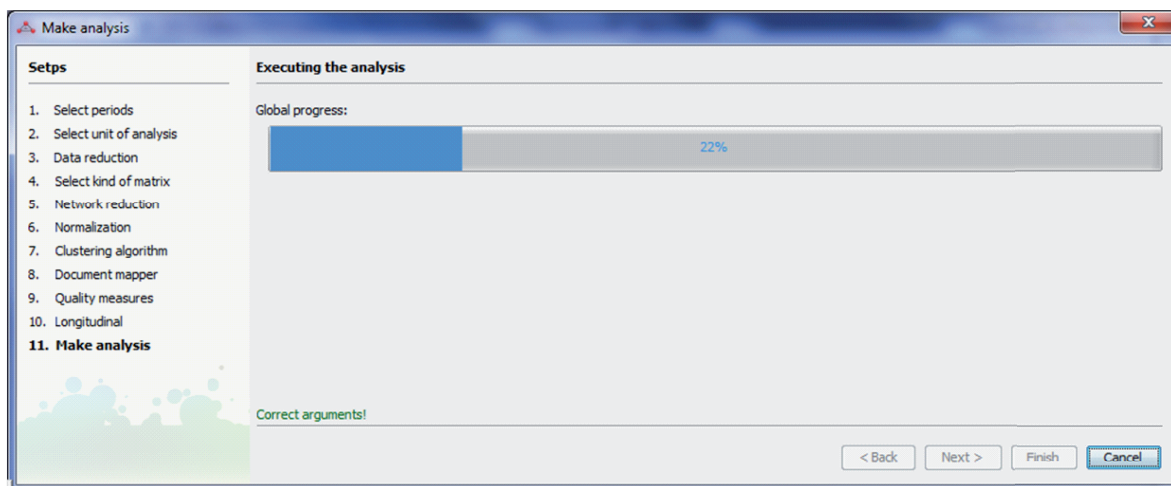 Make analysis
Setps
1. Select periods
2. Select unit of analysis
3. Data reduction
4. Select kind of matrix
5. Network reduction
6. Normalization
7. Clustering algorithm
8. Document mapper
9. Quality measures
10. Longitudinal
11. Make analysis
Executing the analysis
Global progress:
22%
Correct arguments!
< Back Next > Finish Cancel